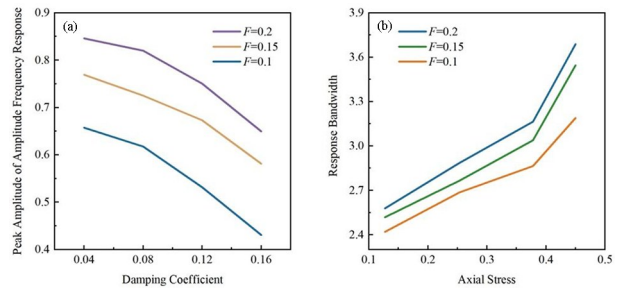 (a)
F=0.2
F=0.15
F=0.1
0.9
0.8
0.7
0.6
0.5
0.4
0.04 0.08 0.12 0.16
Damping Coefficient
Peak Amplitude of Amplitude Frequency Response
(b)
F=0.2
F=0.15
F=0.1
3.9
3.6
3.3
3.0
2.7
2.4
0.1 0.2 0.3 0.4 0.5
Axial Stress
Response Bandwidth